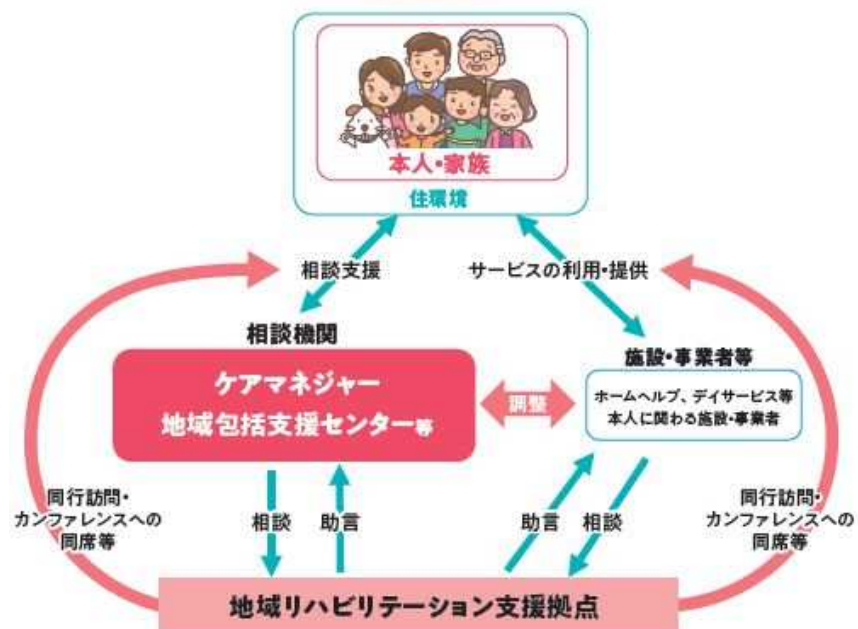 本人・家族
住環境
相談支援
サービスの利用・提供
相談機関
ケアマネジャー
地域包括支援センター等
調整
施設・事業者等
ホームヘルプ、デイサービス等
本人に関わる施設・事業者
同行訪問・
カンファレンスへの
同席等
相談
助言
助言
相談
同行訪問・
カンファレンスへの
同席等
地域リハビリテーション支援拠点